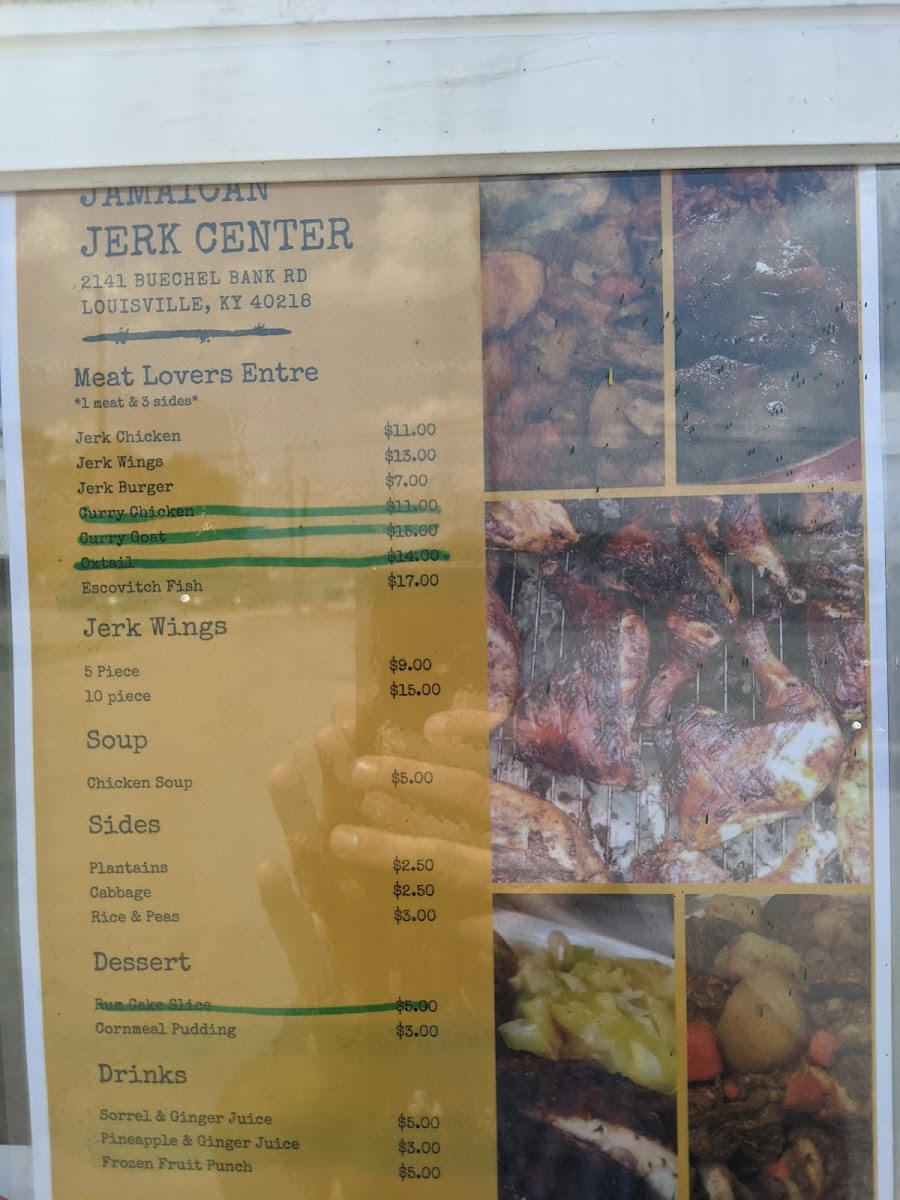 JAMAICAN
JERK CENTER
2141 BUECHEL BANK RD
LOUISVILLE, KY 40218
Meat Lovers Entre
*1 meat & 3 sides*
Jerk Chicken $11.00
Jerk Wings $13.00
Jerk Burger $7.00
Curry Chicken $11.00
Curry Goat $15.00
Oxtail $14.00
Escovitch Fish $17.00
Jerk Wings
5 Piece $9.00
10 piece $15.00
Soup
Chicken Soup $5.00
Sides
Plantains $2.50
Cabbage $2.50
Rice & Peas $3.00
Dessert
Rum Cake Slice $5.00
Cornmeal Pudding $3.00
Drinks
Sorrel & Ginger Juice $5.00
Pineapple & Ginger Juice $3.00
Frozen Fruit Punch $5.00